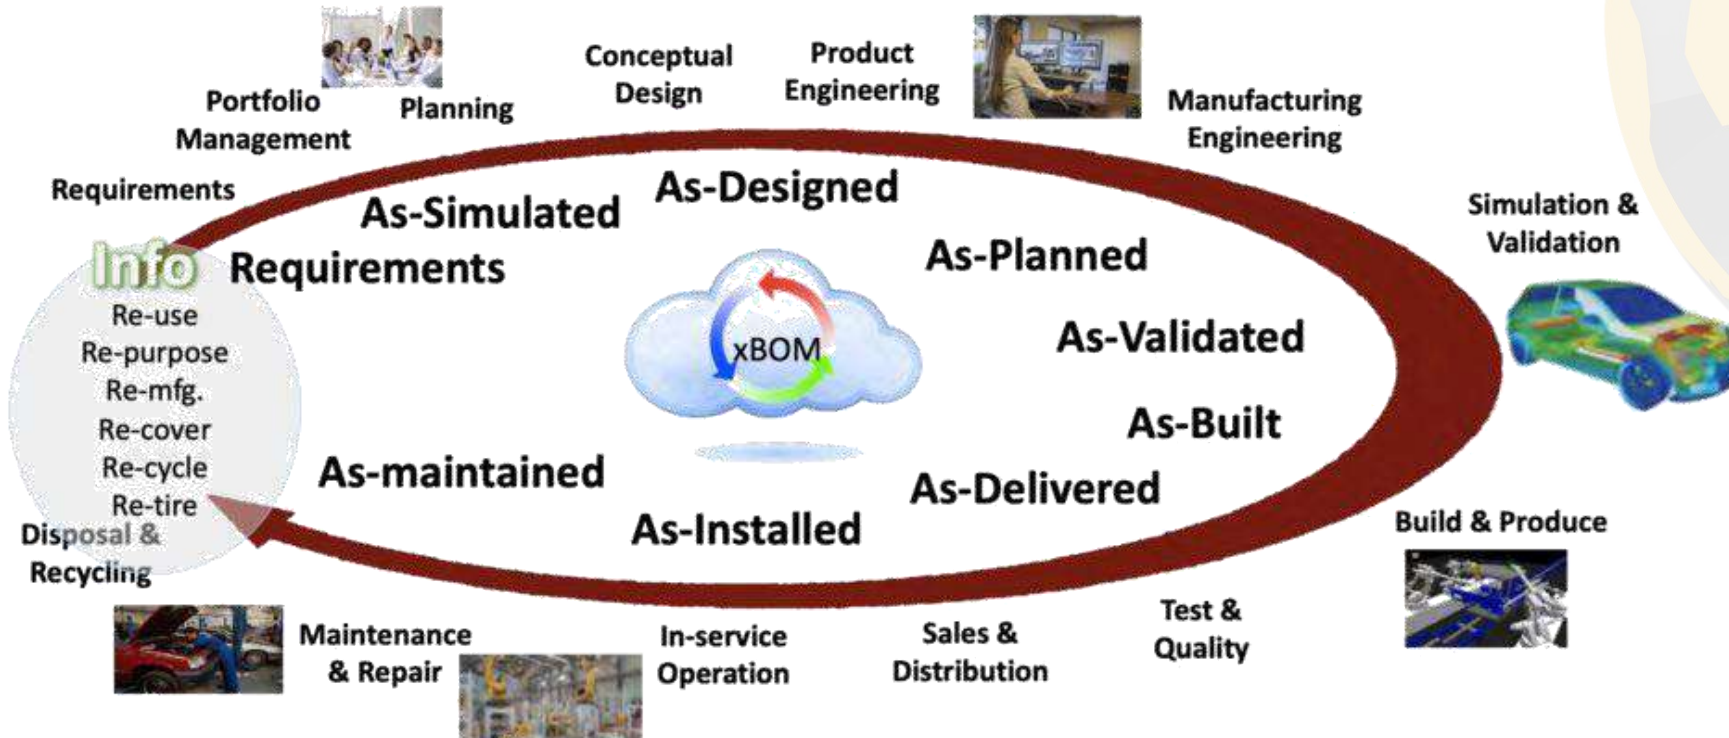 Conceptual
Design
Product
Engineering
Portfolio
Management
Planning
Manufacturing
Engineering
Requirements
As-Designed
As-Simulated
Simulation &
Validation
Info
Requirements
As-Planned
Re-use
Re-purpose
Re-mfg.
Re-cover
Re-cycle
Re-tire
xBOM
As-Validated
As-Built
As-maintained
As-Delivered
As-Installed
Disposal &
Recycling
Build & Produce
Maintenance
& Repair
In-service
Operation
Sales &
Distribution
Test &
Quality